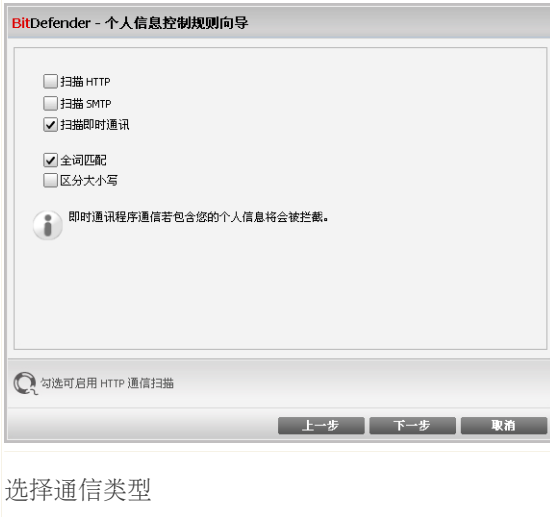 BitDefender - 个人信息控制规则向导
扫描 HTTP
扫描 SMTP
扫描即时通讯
全词匹配
区分大小写
即时通讯程序通信若包含您的个人信息将会被拦截。
勾选可启用 HTTP 通信扫描
上一步 下一步 取消
选择通信类型